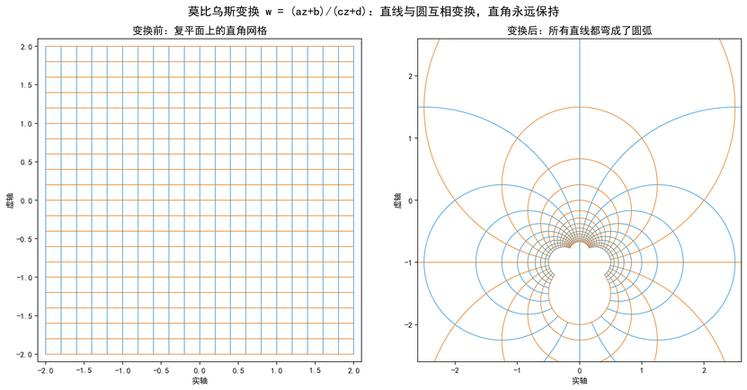 莫比乌斯变换 w = (az+b)/(cz+d)：直线与圆互相变换，直角永远保持
变换前：复平面上的直角网格
变换后：所有直线都弯成了圆弧
2.0
1.5
1.0
0.5
0.0
-0.5
-1.0
-1.5
-2.0
虚轴
-2.0 -1.5 -1.0 -0.5 0.0 0.5 1.0 1.5 2.0
实轴
2
1
0
-1
-2
虚轴
-2 -1 0 1 2
实轴